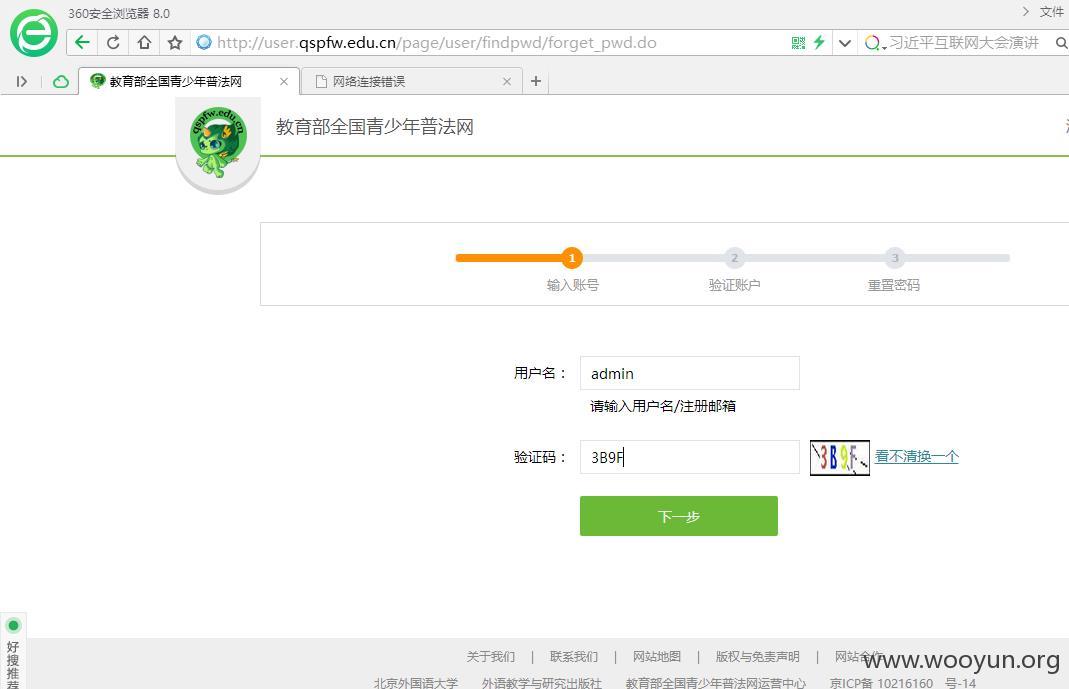 360安全浏览器 8.0
文件
http://user.qspfw.edu.cn/page/user/findpwd/forget_pwd.do
习近平互联网大会演讲
教育部全国青少年普法网
网络连接错误
qspfw.edu.cn
教育部全国青少年普法网
1 2 3
输入账号 验证账户 重置密码
用户名： admin
请输入用户名/注册邮箱
验证码： 3B9F 3B9F 看不清换一个
下一步
好搜推荐
关于我们 | 联系我们 | 网站地图 | 版权与免责声明 | 网站合作
www.wooyun.org
北京外国语大学 外语教学与研究出版社 教育部全国青少年普法网运营中心 京ICP备 10216160 号-14